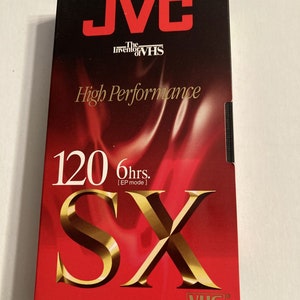 JVC
The
Inventor
of VHS
High Performance
120 6hrs.
[EP mode]
SX
VHS